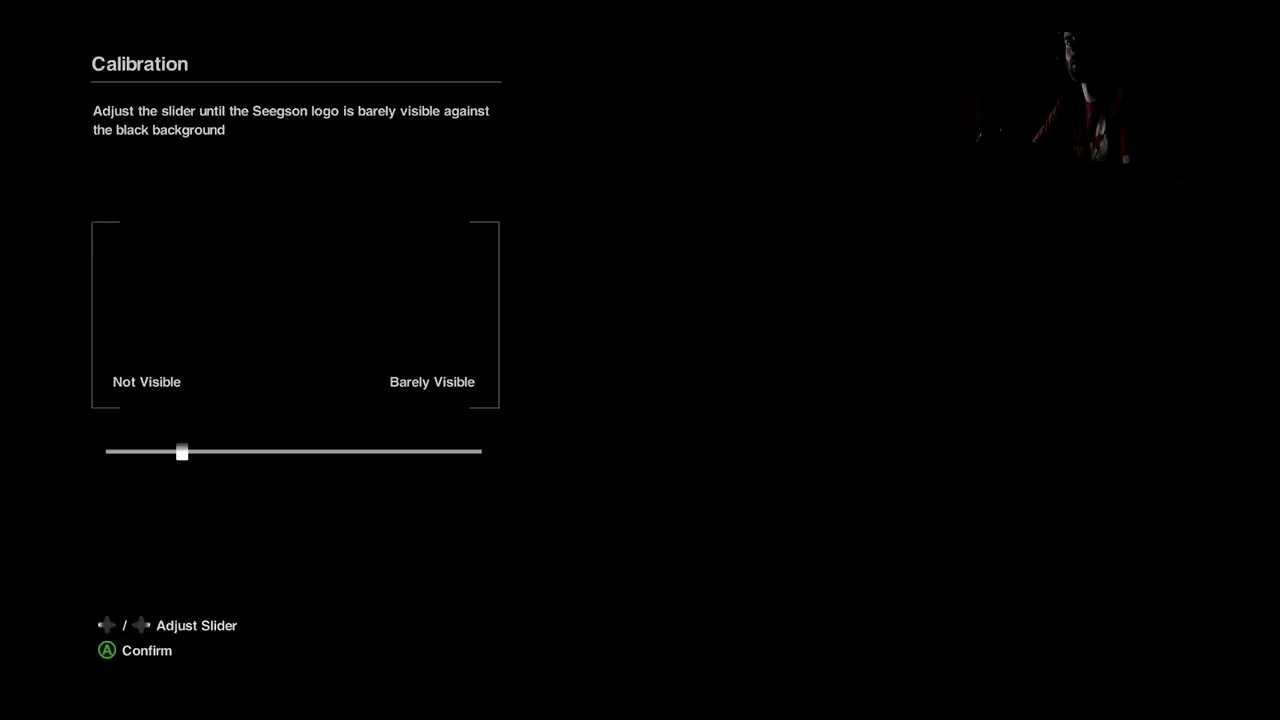 Calibration
Adjust the slider until the Seegson logo is barely visible against
the black background
Not Visible
Barely Visible
/ Adjust Slider
A Confirm